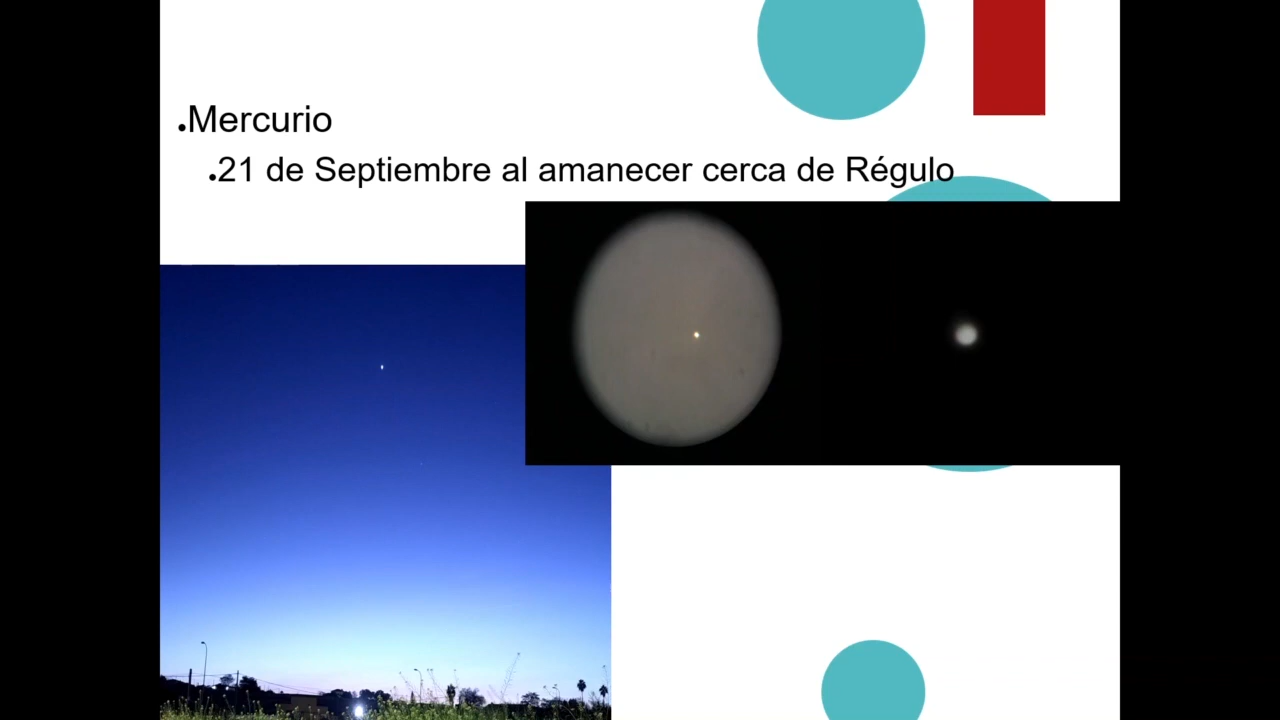 •Mercurio
•21 de Septiembre al amanecer cerca de Régulo